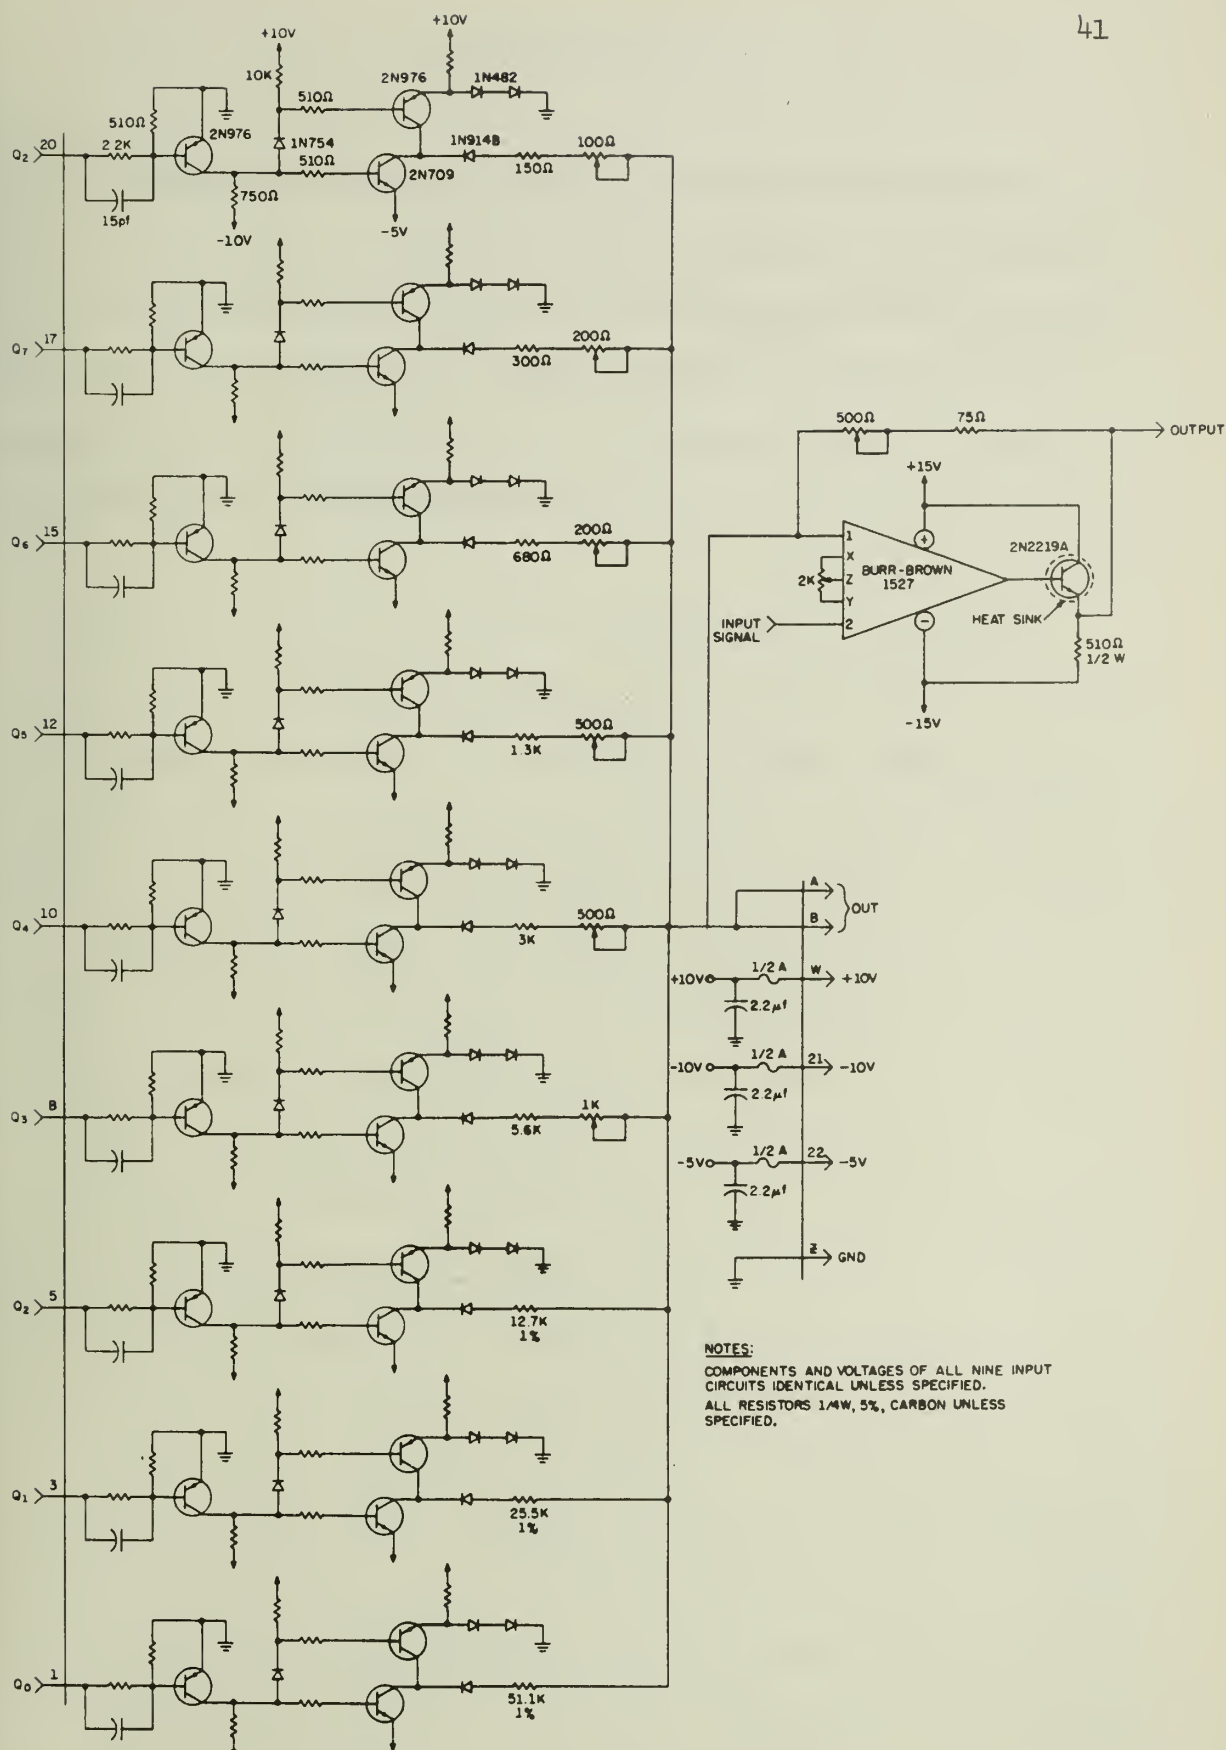 41
+10V
+10V
10K
2N976
1N482
510Ω
510Ω
2N976
1N754
1N914B
100Ω
Q2 20
2.2K
510Ω
150Ω
2N709
750Ω
15pf
-10V
-5V
Q7 17
200Ω
300Ω
Q6 15
200Ω
680Ω
Q5 12
500Ω
1.3K
Q4 10
500Ω
3K
Q3 8
1K
5.6K
Q2 5
12.7K
1%
Q1 3
25.5K
1%
Q0 1
51.1K
1%
500Ω
75Ω
OUTPUT
+15V
1
+
2N2219A
X
BURR-BROWN
2K
Z
1527
Y
HEAT SINK
INPUT
SIGNAL
2
-
510Ω
1/2 W
-15V
A
OUT
B
+10V
1/2 A
W
+10V
2.2μf
-10V
1/2 A
21
-10V
2.2μf
-5V
1/2 A
22
-5V
2.2μf
Z
GND
NOTES:
COMPONENTS AND VOLTAGES OF ALL NINE INPUT
CIRCUITS IDENTICAL UNLESS SPECIFIED.
ALL RESISTORS 1/4W, 5%, CARBON UNLESS
SPECIFIED.